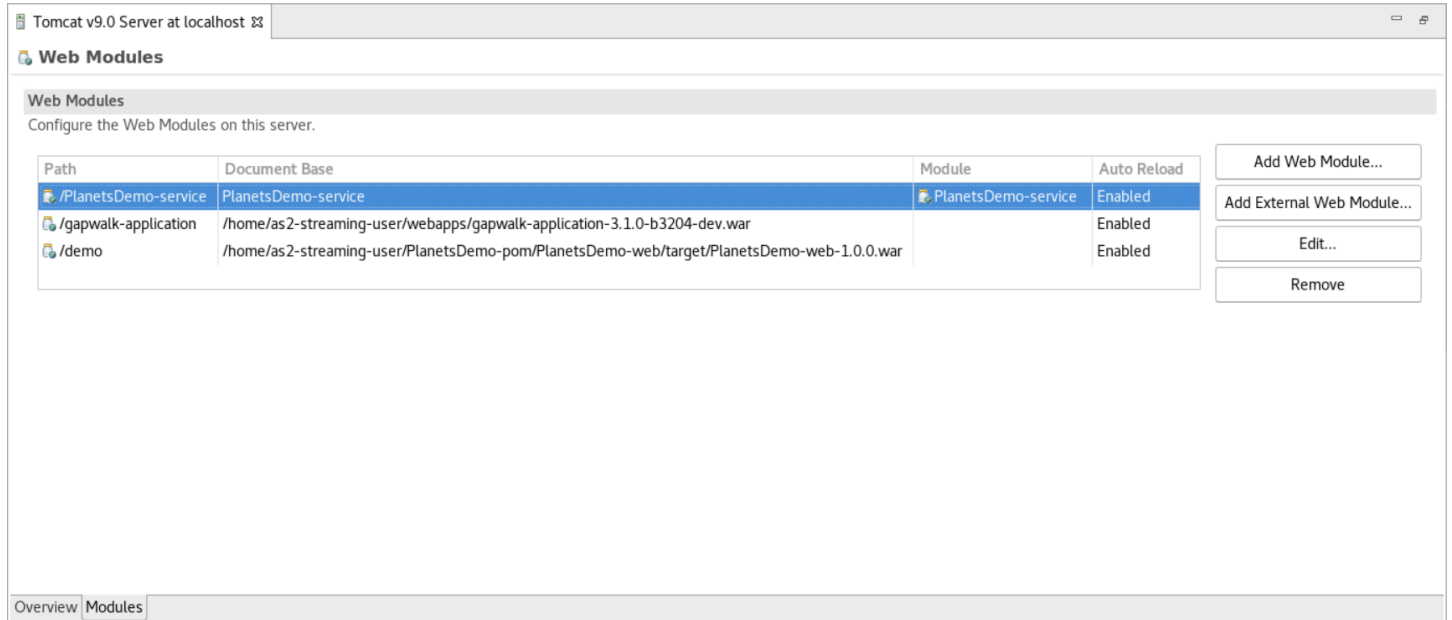 Tomcat v9.0 Server at localhost
Web Modules
Web Modules
Configure the Web Modules on this server.
Path Document Base Module Auto Reload
/PlanetsDemo-service PlanetsDemo-service PlanetsDemo-service Enabled
/gapwalk-application /home/as2-streaming-user/webapps/gapwalk-application-3.1.0-b3204-dev.war Enabled
/demo /home/as2-streaming-user/PlanetsDemo-pom/PlanetsDemo-web/target/PlanetsDemo-web-1.0.0.war Enabled
Add Web Module...
Add External Web Module...
Edit...
Remove
Overview Modules